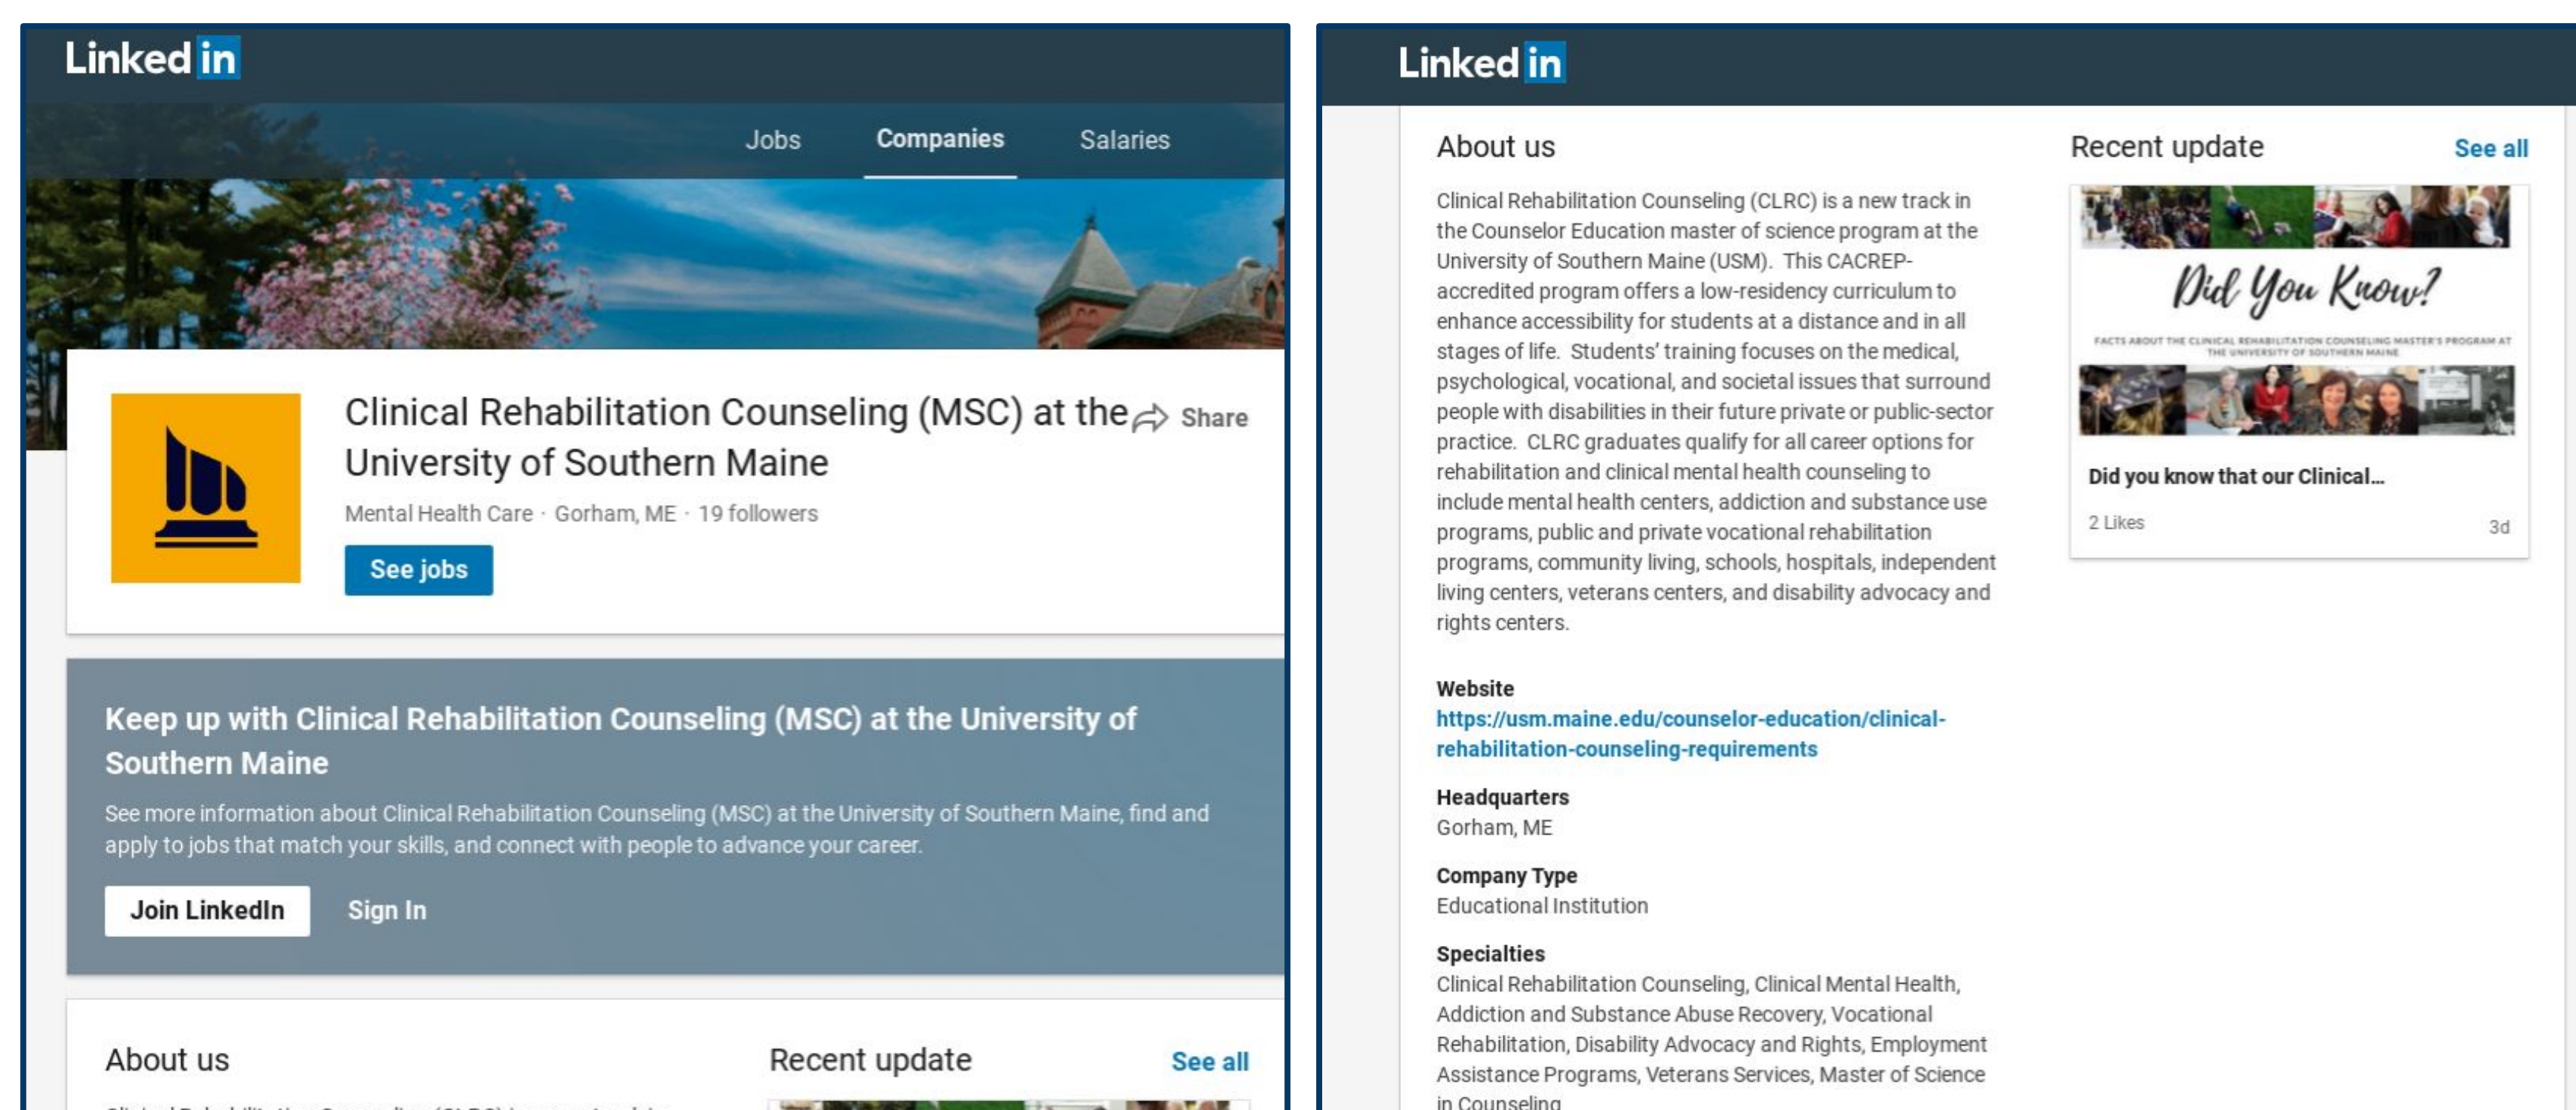 Linked in
Jobs
Companies
Salaries
Clinical Rehabilitation Counseling (MSC) at the
Share
University of Southern Maine
Mental Health Care · Gorham, ME · 19 followers
See jobs
Keep up with Clinical Rehabilitation Counseling (MSC) at the University of
Southern Maine
See more information about Clinical Rehabilitation Counseling (MSC) at the University of Southern Maine, find and
apply to jobs that match your skills, and connect with people to advance your career.
Join LinkedIn
Sign In
About us
Recent update
See all
Linked in
About us
Clinical Rehabilitation Counseling (CLRC) is a new track in
the Counselor Education master of science program at the
University of Southern Maine (USM). This CACREP-
accredited program offers a low-residency curriculum to
enhance accessibility for students at a distance and in all
stages of life. Students' training focuses on the medical,
psychological, vocational, and societal issues that surround
people with disabilities in their future private or public-sector
practice. CLRC graduates qualify for all career options for
rehabilitation and clinical mental health counseling to
include mental health centers, addiction and substance use
programs, public and private vocational rehabilitation
programs, community living, schools, hospitals, independent
living centers, veterans centers, and disability advocacy and
rights centers.
Website
https://usm.maine.edu/counselor-education/clinical-
rehabilitation-counseling-requirements
Headquarters
Gorham, ME
Company Type
Educational Institution
Specialties
Clinical Rehabilitation Counseling, Clinical Mental Health,
Addiction and Substance Abuse Recovery, Vocational
Rehabilitation, Disability Advocacy and Rights, Employment
Assistance Programs, Veterans Services, Master of Science
in Counseling
Recent update
See all
Did You Know?
FACTS ABOUT THE CLINICAL REHABILITATION COUNSELING MASTER'S PROGRAM AT
THE UNIVERSITY OF SOUTHERN MAINE
Did you know that our Clinical...
2 Likes
3d